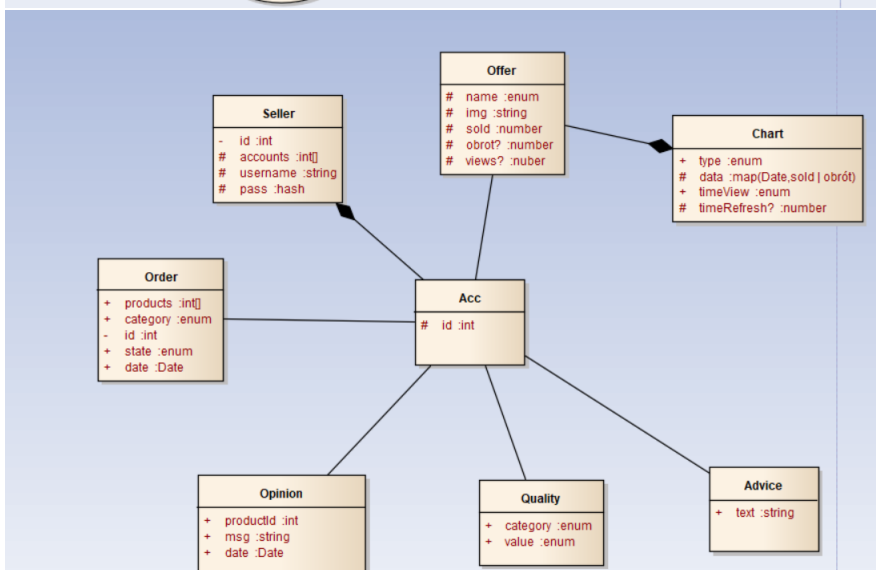 Offer
# name :enum
# img :string
# sold :number
# obrot? :number
# views? :nuber
Seller
- id :int
# accounts :int[]
# username :string
# pass :hash
Chart
+ type :enum
# data :map(Date,sold | obrót)
+ timeView :enum
# timeRefresh? :number
Order
+ products :int[]
+ category :enum
- id :int
+ state :enum
+ date :Date
Acc
# id :int
Opinion
+ productId :int
+ msg :string
+ date :Date
Quality
+ category :enum
+ value :enum
Advice
+ text :string